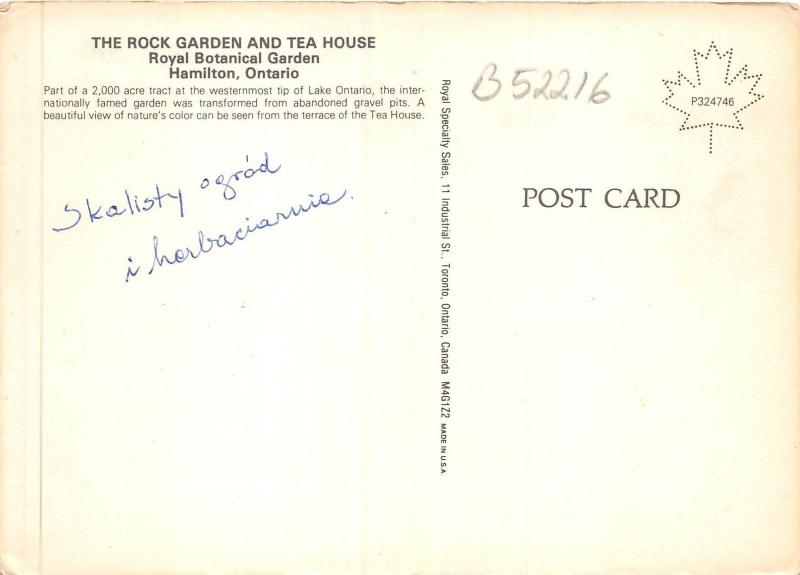 THE ROCK GARDEN AND TEA HOUSE
Royal Botanical Garden
Hamilton, Ontario
Part of a 2,000 acre tract at the westernmost tip of Lake Ontario, the inter-
nationally famed garden was transformed from abandoned gravel pits. A
beautiful view of nature's color can be seen from the terrace of the Tea House.
Skalisty ogród
i herbaciarnia.
Royal Specialty Sales, 11 Industrial St., Toronto, Ontario, Canada M4G1Z2 MADE IN U.S.A.
B52216
P324746
POST CARD